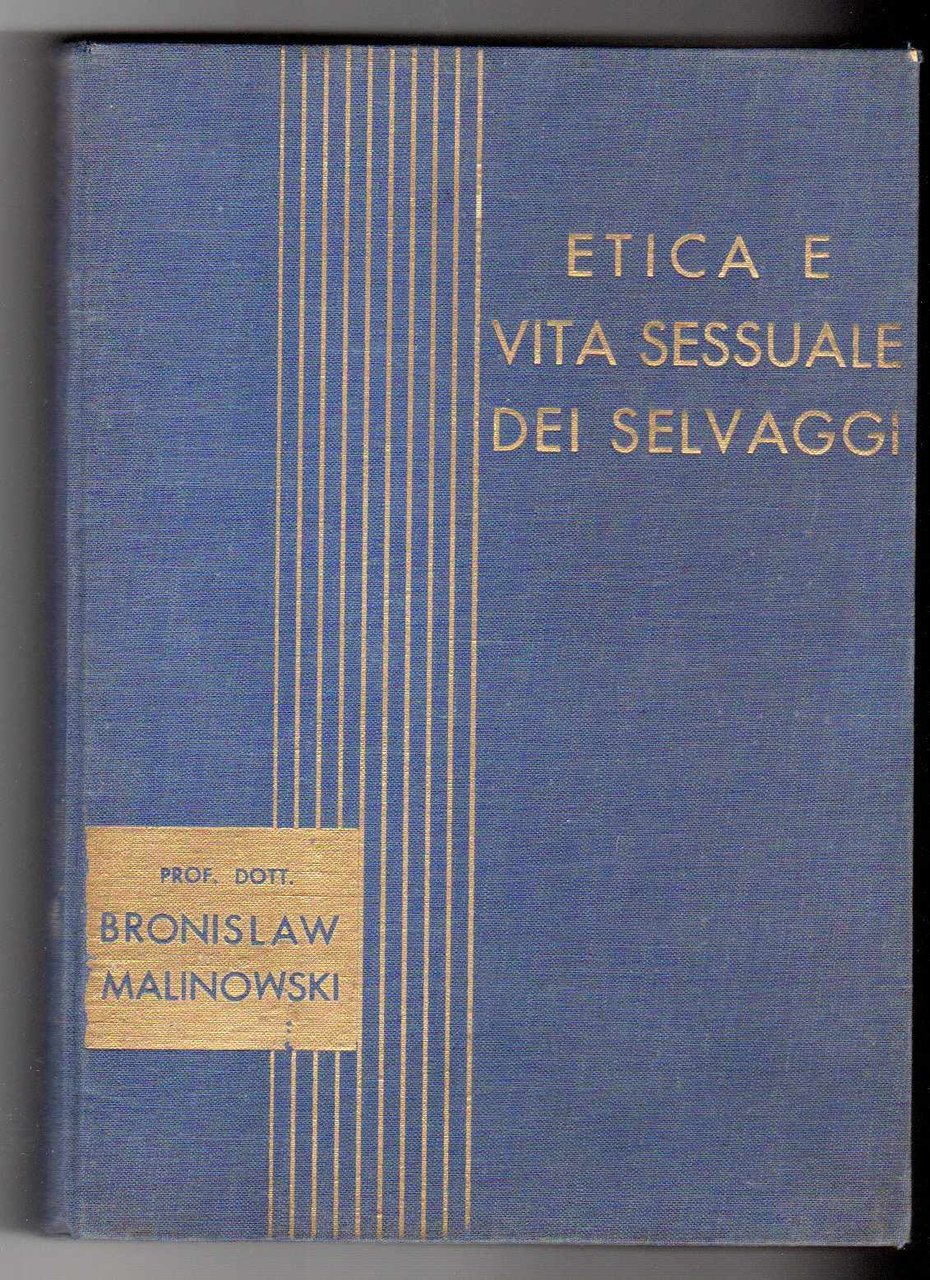 ETICA E
VITA SESSUALE
DEI SELVAGGI
PROF. DOTT.
BRONISLAW
MALINOWSKI